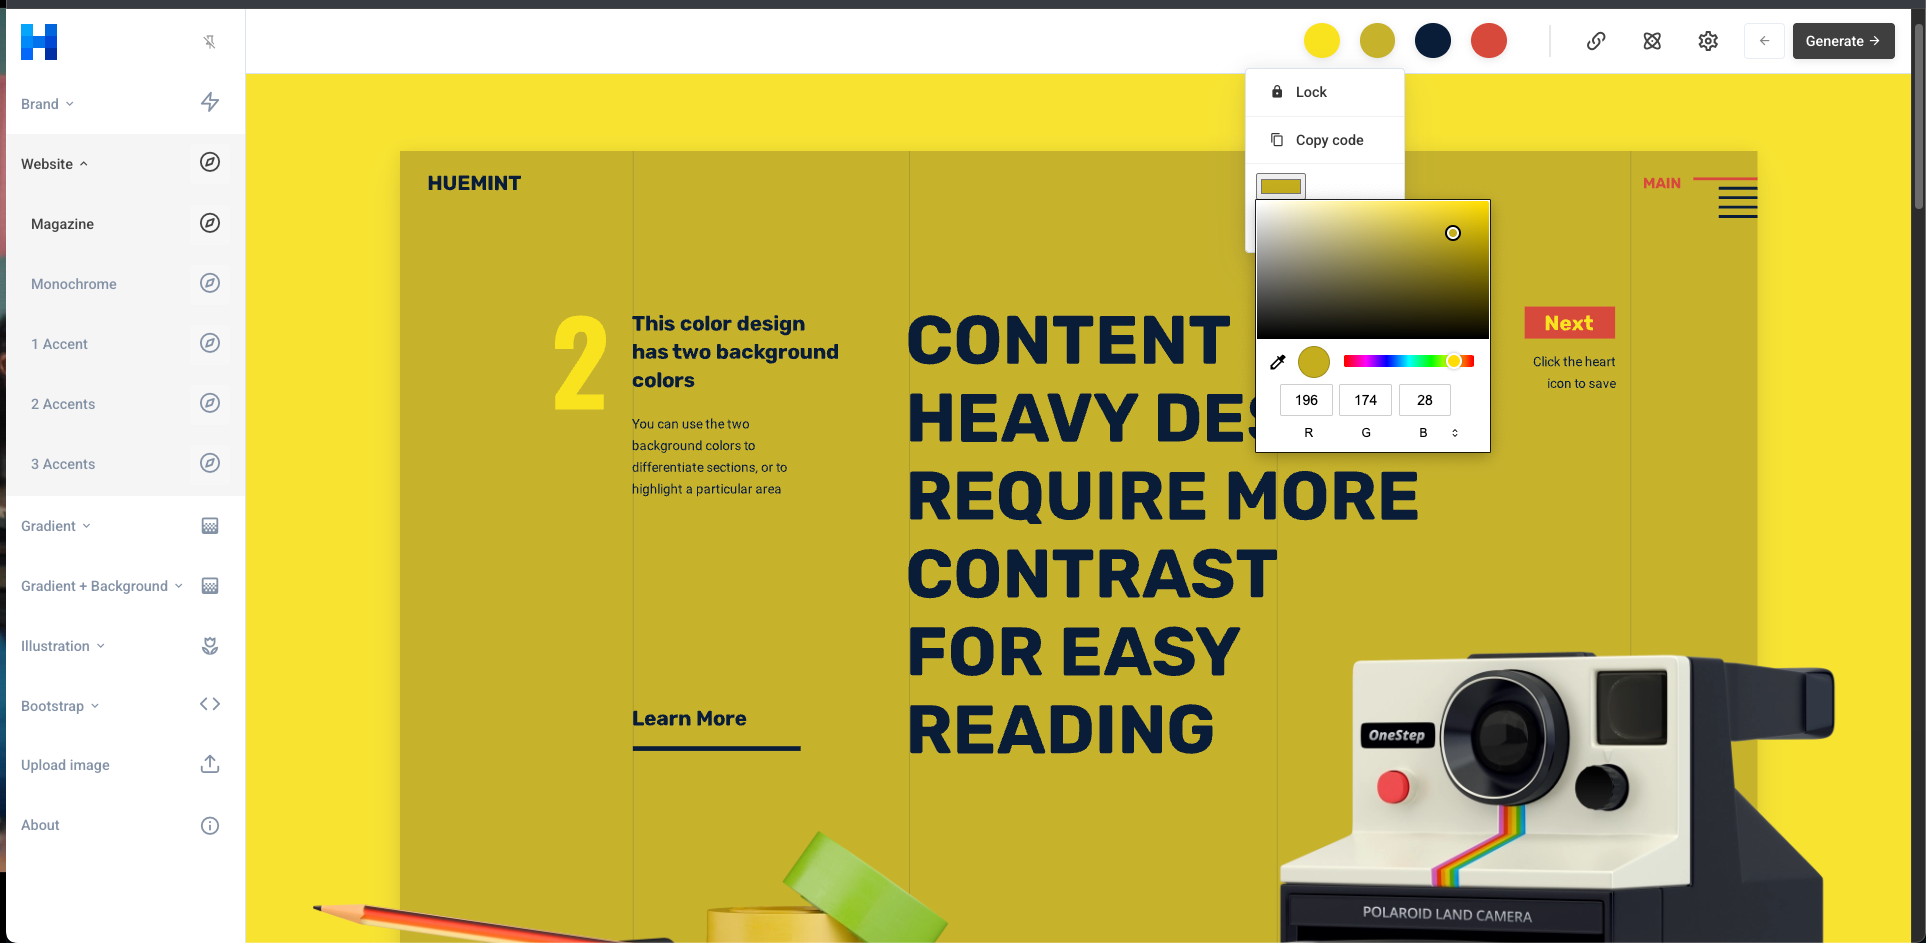 Generate
Brand
Website
Magazine
Monochrome
1 Accent
2 Accents
3 Accents
Gradient
Gradient + Background
Illustration
Bootstrap
Upload image
About
Lock
Copy code
196 174 28
R G B
HUEMINT
MAIN
2
This color design
has two background
colors
You can use the two
background colors to
differentiate sections, or to
highlight a particular area
Learn More
CONTENT
HEAVY DES
REQUIRE MORE
CONTRAST
FOR EASY
READING
Next
Click the heart
icon to save
OneStep
POLAROID LAND CAMERA